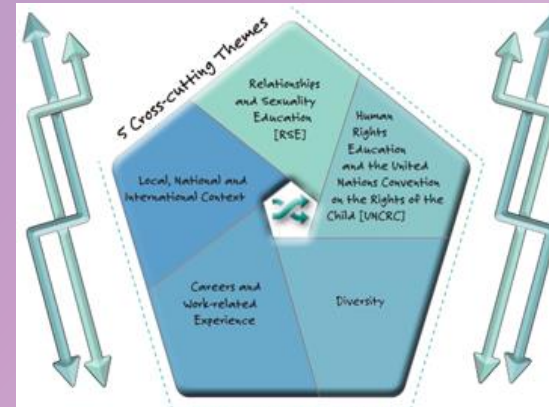 5 Cross-cutting Themes
Relationships
and Sexuality
Education
[RSE]
Human
Rights
Education
and the United
Nations Convention
on the Rights of the
Child [UNCRC]
Local, National and
International Context
Careers and
Work-related
Experience
Diversity